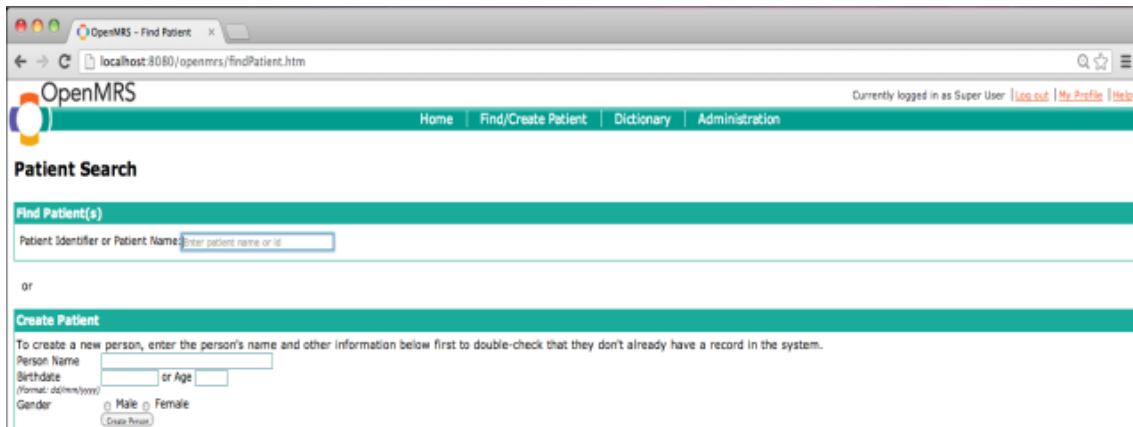 OpenMRS - Find Patient
localhost:8080/openmrs/findPatient.htm
OpenMRS
Currently logged in as Super User | Log out | My Profile | Help
Home | Find/Create Patient | Dictionary | Administration
Patient Search
Find Patient(s)
Patient Identifier or Patient Name: Enter patient name or id
or
Create Patient
To create a new person, enter the person's name and other information below first to double-check that they don't already have a record in the system.
Person Name
Birthdate or Age
(Format: dd/mm/yyyy)
Gender Male Female
Create Person